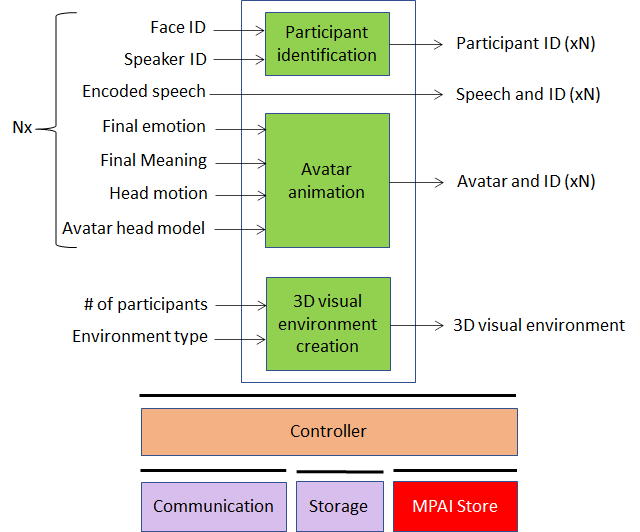 Face ID
Participant
identification
Participant ID (xN)
Speaker ID
Encoded speech
Speech and ID (xN)
Nx
Final emotion
Final Meaning
Avatar
animation
Avatar and ID (xN)
Head motion
Avatar head model
# of participants
3D visual
environment
creation
3D visual environment
Environment type
Controller
Communication
Storage
MPAI Store